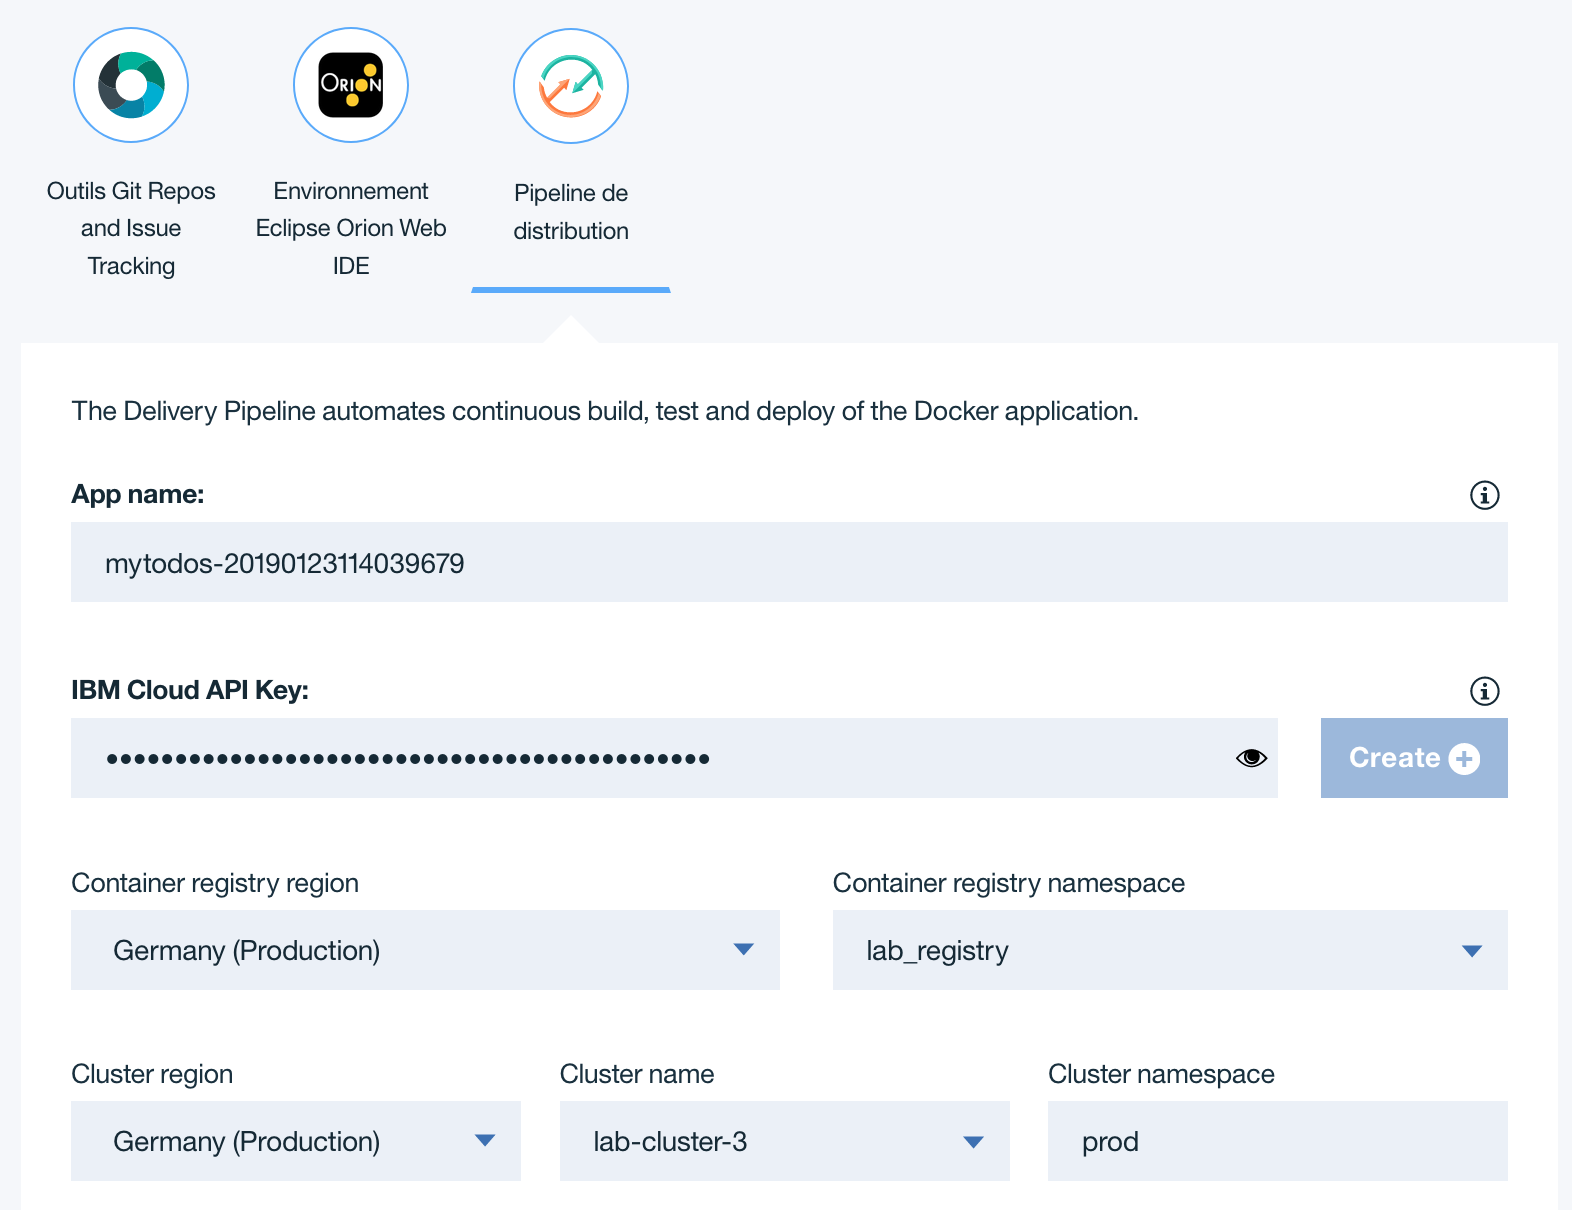 ORION
Outils Git Repos
and Issue
Tracking
Environnement
Eclipse Orion Web
IDE
Pipeline de
distribution
The Delivery Pipeline automates continuous build, test and deploy of the Docker application.
App name:
mytodos-20190123114039679
IBM Cloud API Key:
••••••••••••••••••••••••••••••••••••••••••••
Create
Container registry region
Container registry namespace
Germany (Production)
lab_registry
Cluster region
Cluster name
Cluster namespace
Germany (Production)
lab-cluster-3
prod